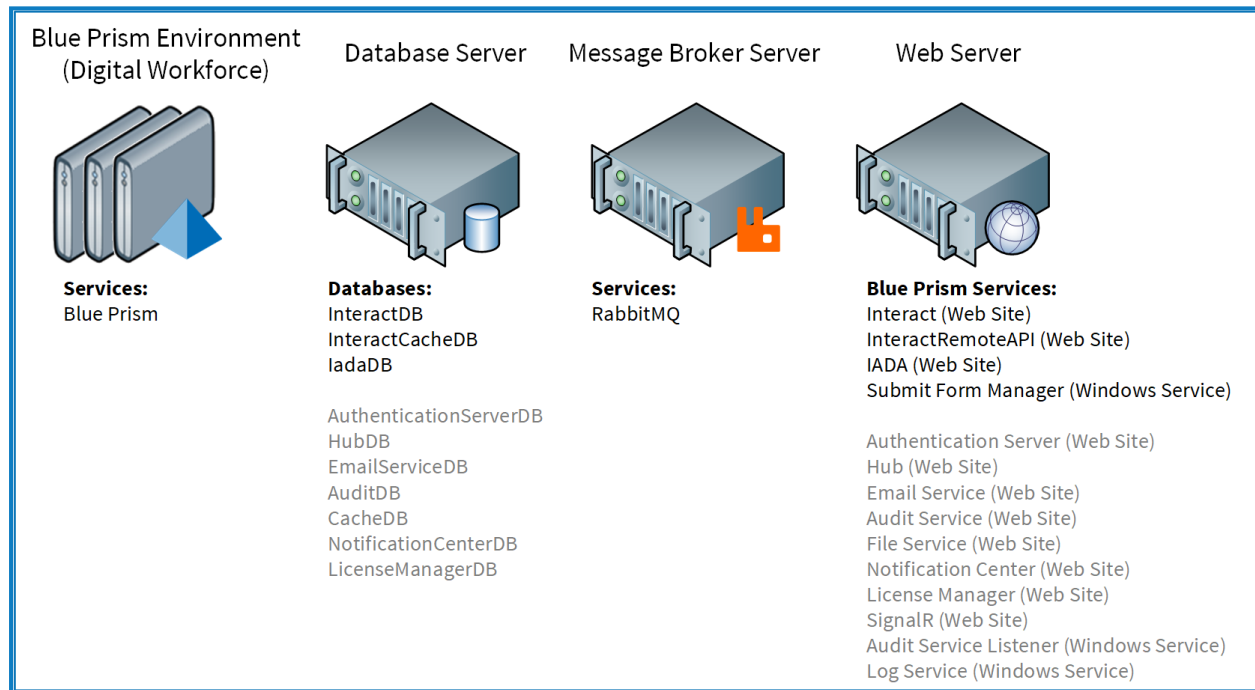 Blue Prism Environment
(Digital Workforce)
Database Server
Message Broker Server
Web Server
Services:
Blue Prism
Databases:
InteractDB
InteractCacheDB
IadaDB
AuthenticationServerDB
HubDB
EmailServiceDB
AuditDB
CacheDB
NotificationCenterDB
LicenseManagerDB
Services:
RabbitMQ
Blue Prism Services:
Interact (Web Site)
InteractRemoteAPI (Web Site)
IADA (Web Site)
Submit Form Manager (Windows Service)
Authentication Server (Web Site)
Hub (Web Site)
Email Service (Web Site)
Audit Service (Web Site)
File Service (Web Site)
Notification Center (Web Site)
License Manager (Web Site)
SignalR (Web Site)
Audit Service Listener (Windows Service)
Log Service (Windows Service)